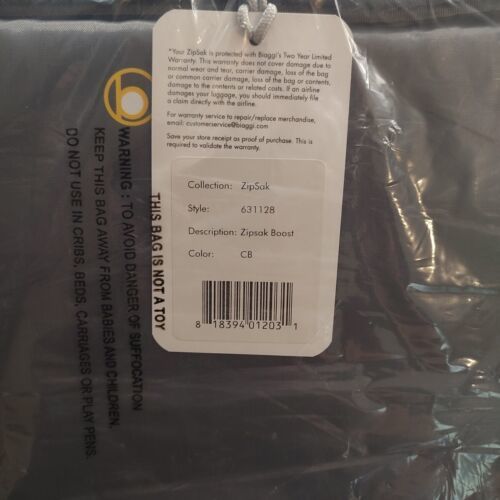 *Your ZipSak is protected with Biaggi's Two Year Limited
Warranty. This warranty does not cover damage due to
normal wear and tear, carrier damage, loss of the bag
or common carrier damage, loss of the bag or contents,
damage to the contents or related costs. If an airline
damages your luggage, you should immediately file
a claim directly with the airline.
For warranty service to repair/replace merchandise,
email: customerservice@biaggi.com
Save your store receipt as proof of purchase. This is
required to validate the warranty.
Collection: ZipSak
Style: 631128
Description: Zipsak Boost
Color: CB
8 18394 01203 1
b
THIS BAG IS NOT A TOY
WARNING : TO AVOID DANGER OF SUFFOCATION
KEEP THIS BAG AWAY FROM BABIES AND CHILDREN.
DO NOT USE IN CRIBS, BEDS, CARRIAGES OR PLAY PENS.